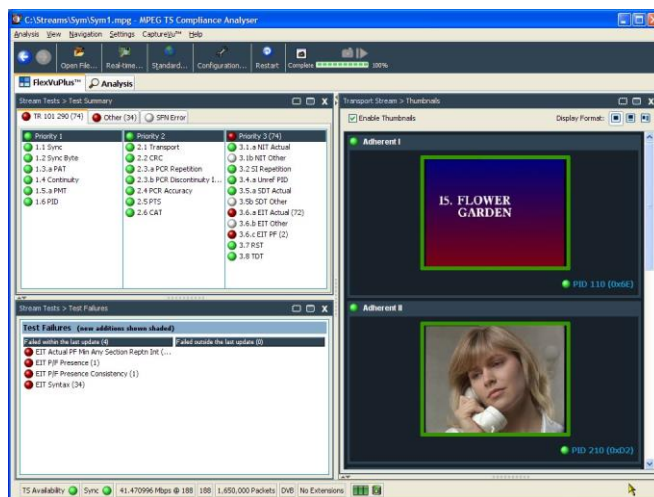 C:\Streams\Sym\Sym1.mpg - MPEG TS Compliance Analyser
Analysis View Navigation Settings CaptureVu™ Help
Open File... Real-time... Standard... Configuration... Restart Complete 100%
FlexVuPlus™ Analysis
Stream Tests > Test Summary
TR 101 290 (74) Other (34) SFN Error
Priority 1
1.1 Sync
1.2 Sync Byte
1.3.a PAT
1.4 Continuity
1.5.a PMT
1.6 PID
Priority 2
2.1 Transport
2.2 CRC
2.3.a PCR Repetition
2.3.b PCR Discontinuity I...
2.4 PCR Accuracy
2.5 PTS
2.6 CAT
Priority 3 (74)
3.1.a NIT Actual
3.1b NIT Other
3.2 SI Repetition
3.4.a Unref PID
3.5.a SDT Actual
3.5b SDT Other
3.6.a EIT Actual (72)
3.6.b EIT Other
3.6.c EIT PF (2)
3.7 RST
3.8 TDT
Stream Tests > Test Failures
Test Failures (new additions shown shaded)
Failed within the last update (4) Failed outside the last update (0)
EIT Actual PF Min Any Section Reptn Int (...
EIT P/F Presence (1)
EIT P/F Presence Consistency (1)
EIT Syntax (34)
Transport Stream > Thumbnails
Enable Thumbnails Display Format:
Adherent I
15. FLOWER
GARDEN
PID 110 (0x6E)
Adherent II
PID 210 (0xD2)
TS Availability Sync 41.470996 Mbps @ 188 188 1,650,000 Packets DVB No Extensions